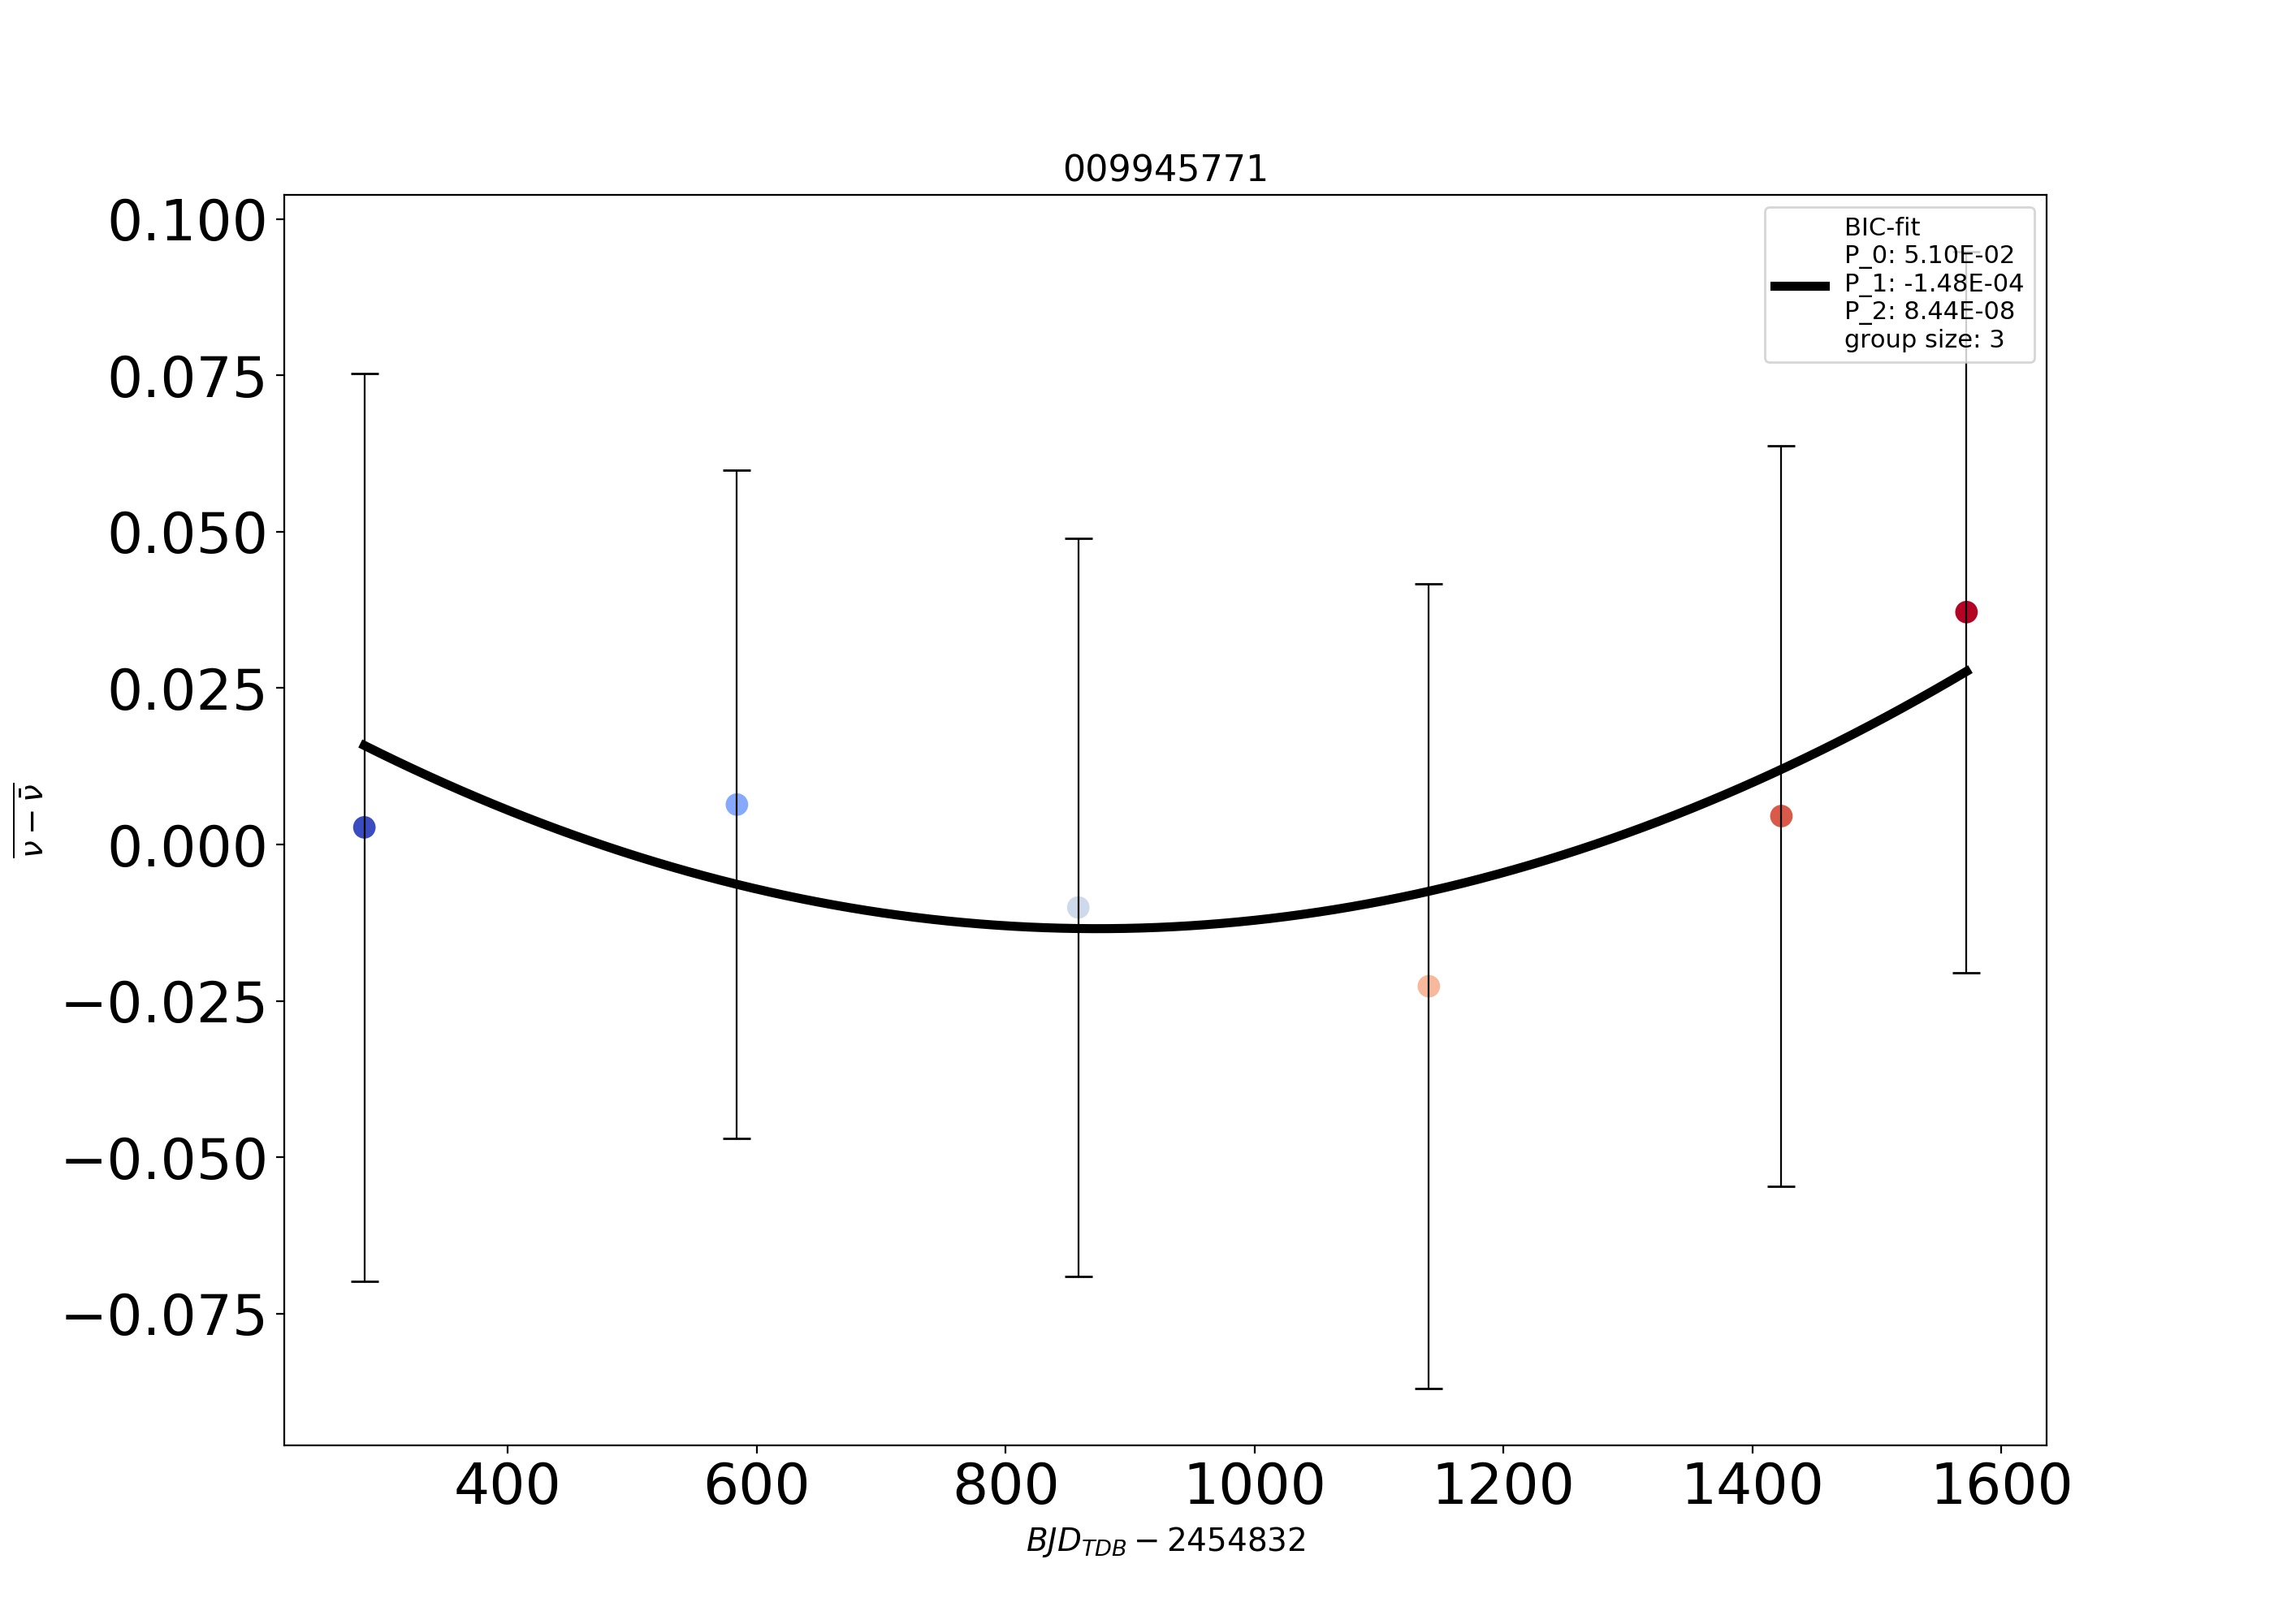 009945771
0.100
0.075
0.050
0.025
0.000
−0.025
−0.050
−0.075
ν − ν̄
BIC-fit
P_0: 5.10E-02
P_1: -1.48E-04
P_2: 8.44E-08
group size: 3
400 600 800 1000 1200 1400 1600
BJD_TDB − 2454832